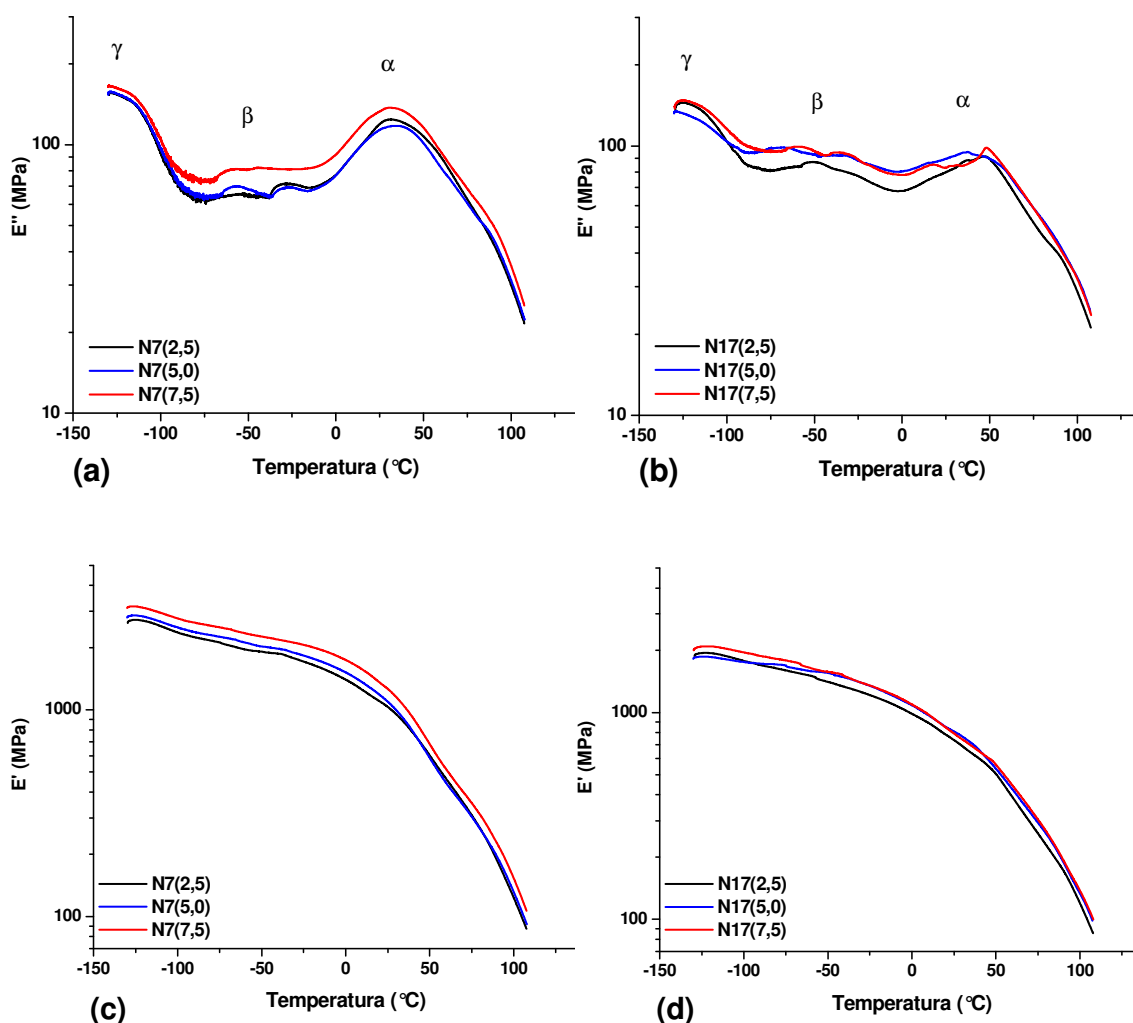 γ
β
α
100
10
E'' (MPa)
N7(2,5)
N7(5,0)
N7(7,5)
-150 -100 -50 0 50 100
Temperatura (°C)
(a)
γ
β
α
100
10
E'' (MPa)
N17(2,5)
N17(5,0)
N17(7,5)
-150 -100 -50 0 50 100
Temperatura (°C)
(b)
1000
100
E' (MPa)
N7(2,5)
N7(5,0)
N7(7,5)
-150 -100 -50 0 50 100
Temperatura (°C)
(c)
1000
100
E' (MPa)
N17(2,5)
N17(5,0)
N17(7,5)
-150 -100 -50 0 50 100
Temperatura (°C)
(d)